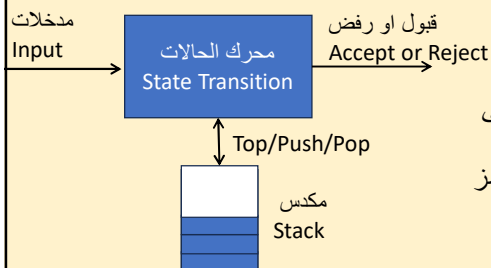 مدخلات
Input
محرك الحالات
State Transition
قبول او رفض
Accept or Reject
Top/Push/Pop
مكدس
Stack